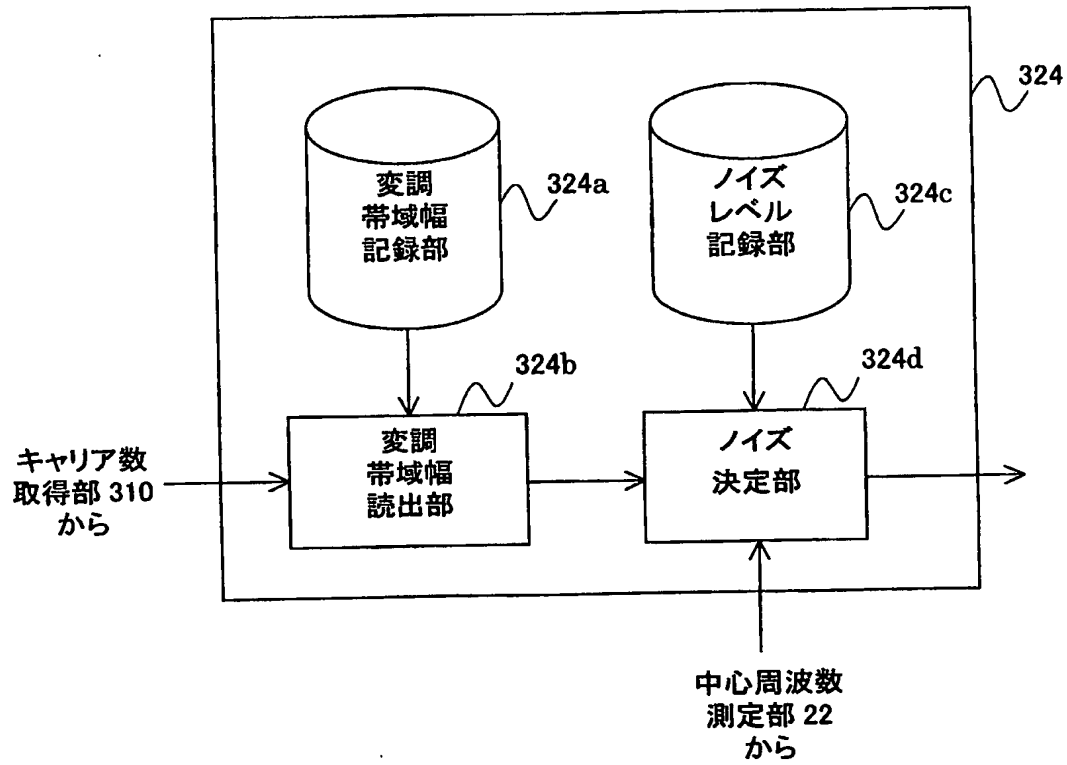 324
変調
帯域幅
記録部
324a
ノイズ
レベル
記録部
324c
324b
324d
キャリア数
取得部 310
から
変調
帯域幅
読出部
ノイズ
決定部
中心周波数
測定部 22
から